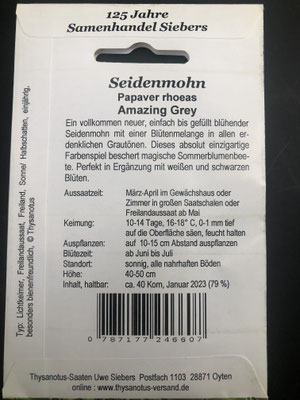 125 Jahre
Samenhandel Siebers
Seidenmohn
Papaver rhoeas
Amazing Grey
Ein vollkommen neuer, einfach bis gefüllt blühender
Seidenmohn mit einer Blütenmelange in allen er-
denklichen Grautönen. Dieses absolut einzigartige
Farbenspiel beschert magische Sommerblumenbee-
te. Perfekt in Ergänzung mit weißen und schwarzen
Blüten.
Aussaatzeit: März-April im Gewächshaus oder
Zimmer in großen Saatschalen oder
Freilandaussaat ab Mai
Keimung: 10-14 Tage, 16-18° C, 0-1 mm tief
auf die Oberfläche säen, feucht halten
Auspflanzen: auf 10-15 cm Abstand auspflanzen
Blütezeit: ab Juni bis Juli
Standort: sonnig, alle nahrhaften Böden
Höhe: 40-50 cm
Inhalt, haltbar: ca. 40 Korn, Januar 2023 (79 %)
0 787177 246607
Thysanotus-Saaten Uwe Siebers Postfach 1103 28871 Oyten
online : www.thysanotus-versand.de
Typ: Lichtkeimer, Freilandaussaat, Freiland, Sonne/ Halbschatten, einjährig,
besonders bienenfreundlich, © Thysanotus